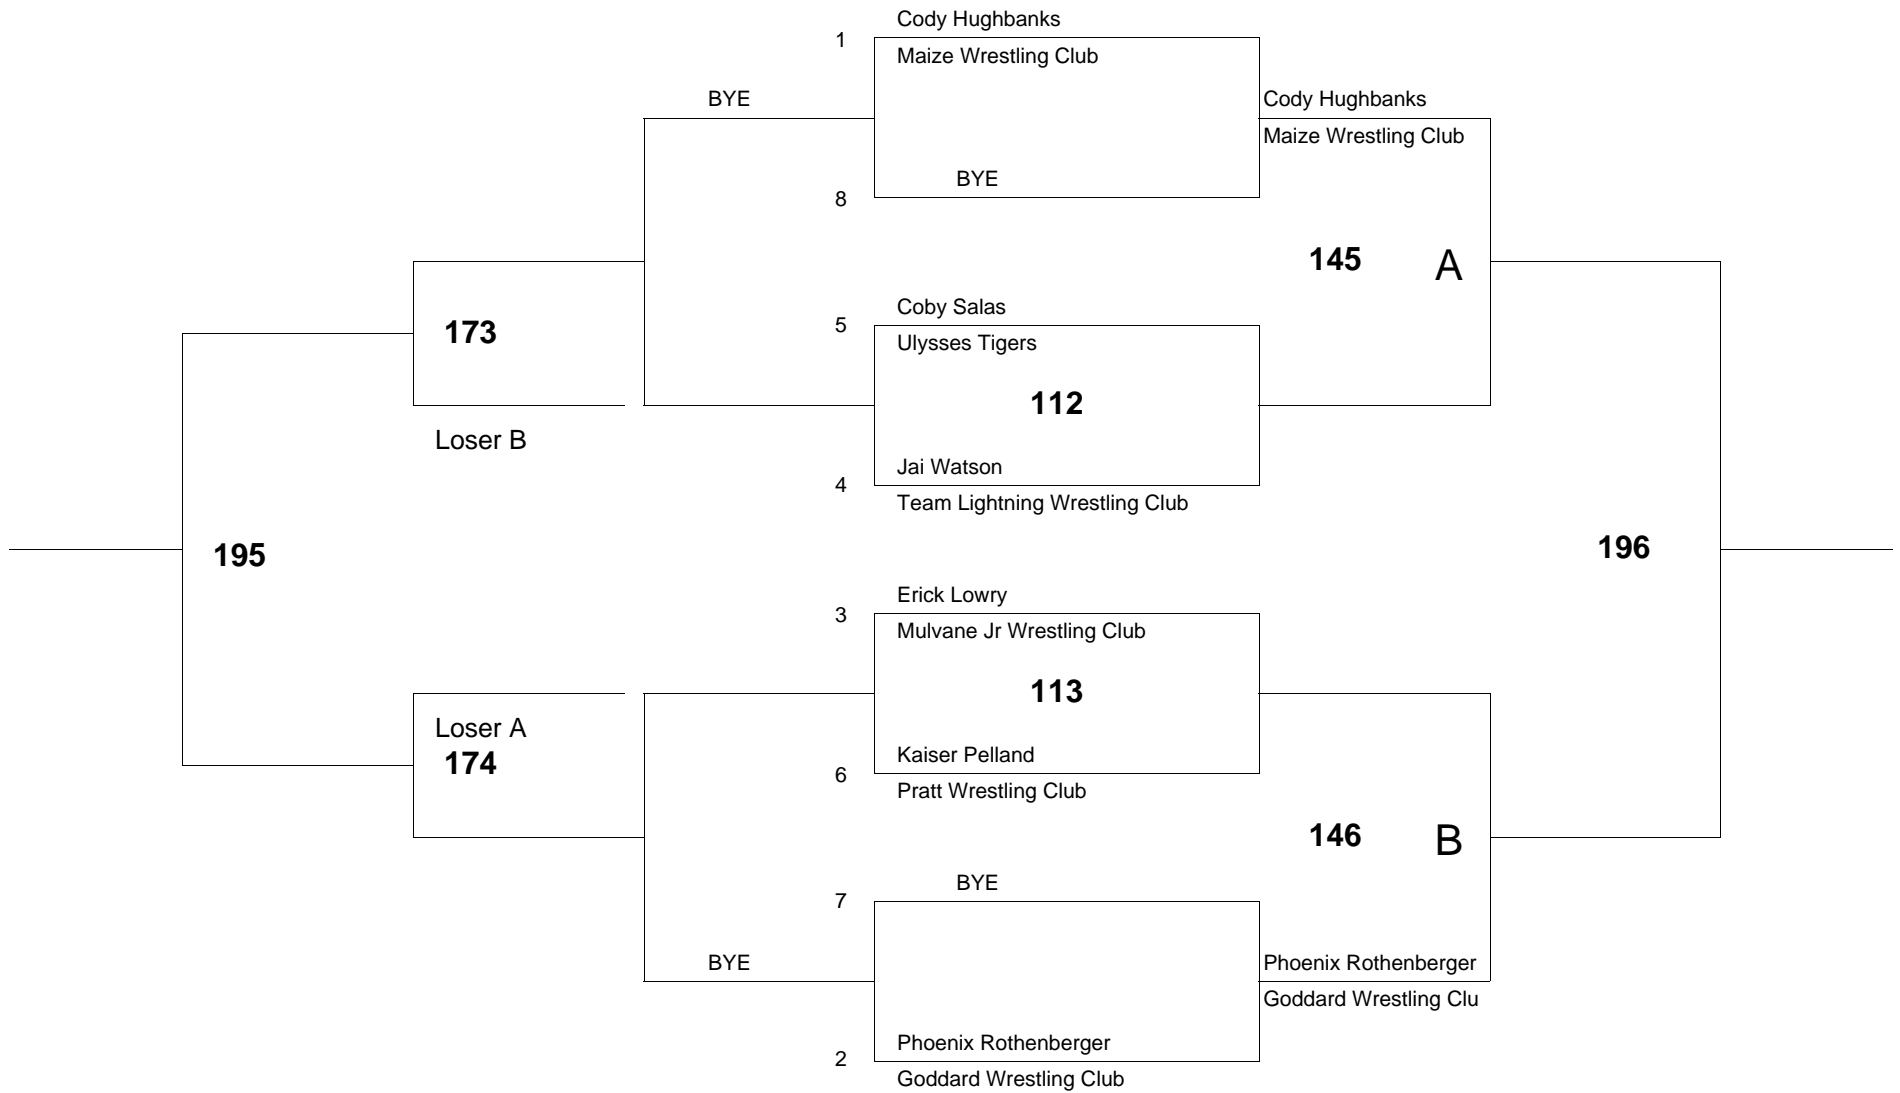 Cody Hughbanks
1
Maize Wrestling Club
BYE
Cody Hughbanks
Maize Wrestling Club
BYE
8
145
A
Coby Salas
5
173
Ulysses Tigers
112
Loser B
Jai Watson
4
Team Lightning Wrestling Club
195
196
Erick Lowry
3
Mulvane Jr Wrestling Club
113
Loser A
174
Kaiser Pelland
6
Pratt Wrestling Club
146
B
BYE
7
BYE
Phoenix Rothenberger
Goddard Wrestling Clu
Phoenix Rothenberger
2
Goddard Wrestling Club